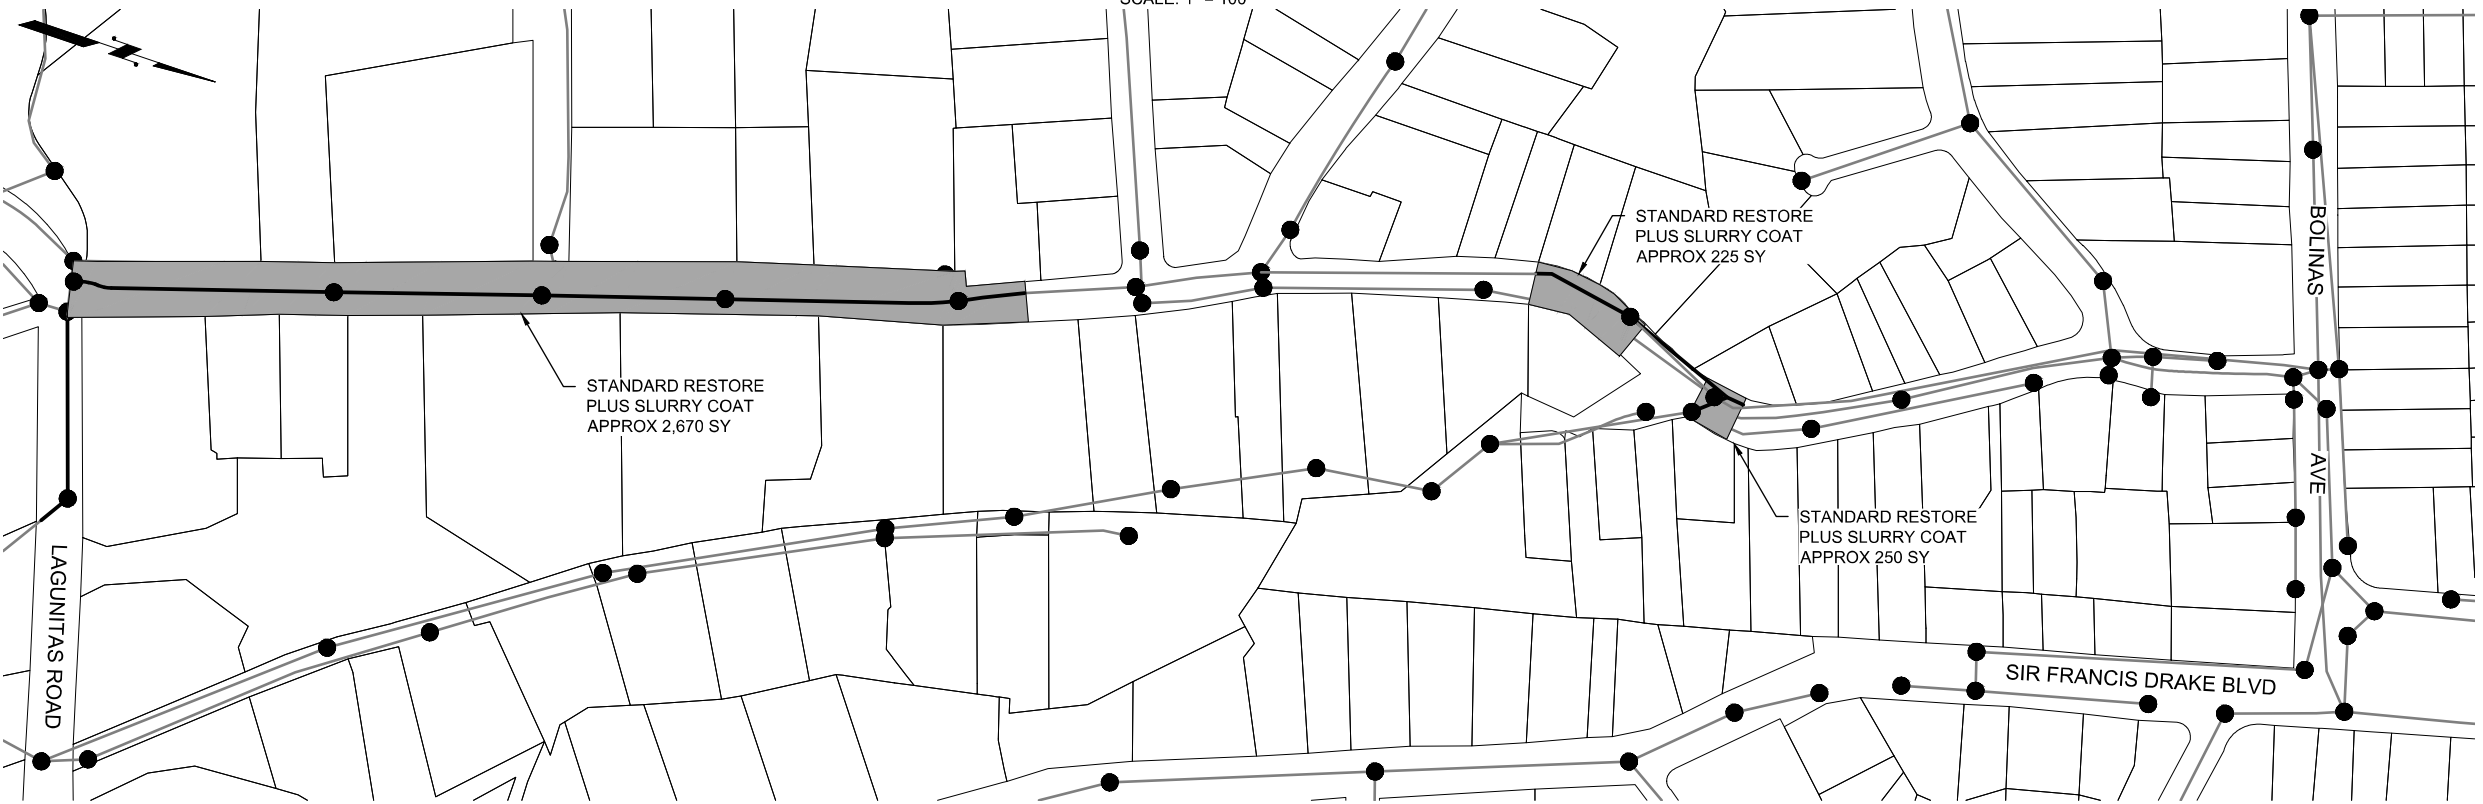 STANDARD RESTORE
PLUS SLURRY COAT
APPROX 225 SY
BOLINAS
AVE
STANDARD RESTORE
PLUS SLURRY COAT
APPROX 2,670 SY
STANDARD RESTORE
PLUS SLURRY COAT
APPROX 250 SY
LAGUNITAS ROAD
SIR FRANCIS DRAKE BLVD